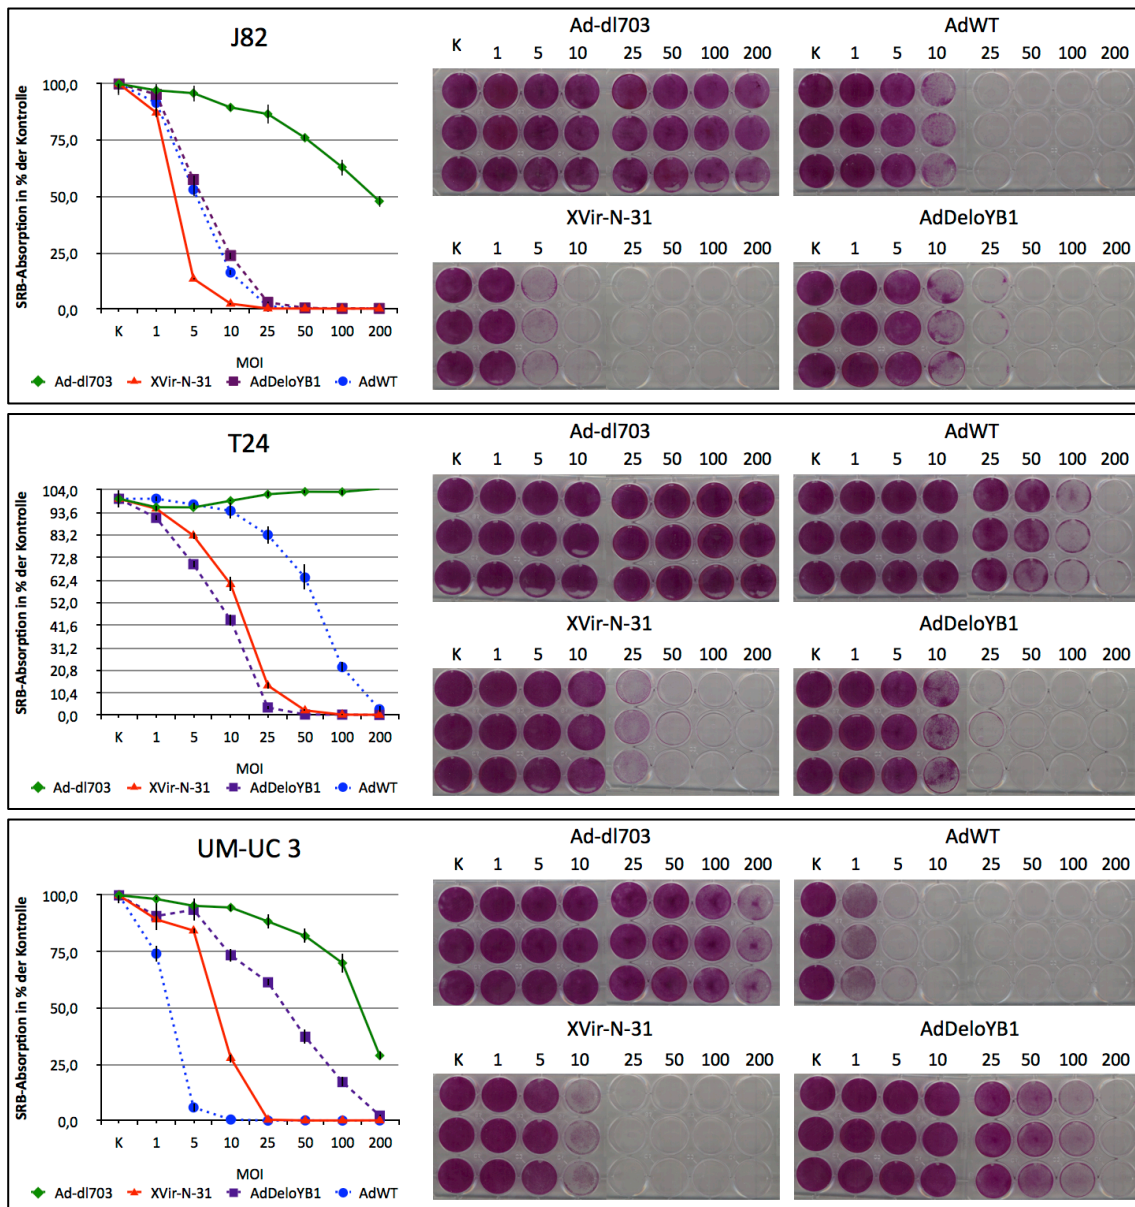 J82
SRB-Absorption in % der Kontrolle
100,0
75,0
50,0
25,0
0,0
K 1 5 10 25 50 100 200
MOI
Ad-dl703 XVir-N-31 AdDeloYB1 AdWT
Ad-dl703
K 1 5 10 25 50 100 200
AdWT
K 1 5 10 25 50 100 200
XVir-N-31
K 1 5 10 25 50 100 200
AdDeloYB1
K 1 5 10 25 50 100 200
T24
SRB-Absorption in % der Kontrolle
104,0
93,6
83,2
72,8
62,4
52,0
41,6
31,2
20,8
10,4
0,0
K 1 5 10 25 50 100 200
MOI
Ad-dl703 XVir-N-31 AdDeloYB1 AdWT
Ad-dl703
K 1 5 10 25 50 100 200
AdWT
K 1 5 10 25 50 100 200
XVir-N-31
K 1 5 10 25 50 100 200
AdDeloYB1
K 1 5 10 25 50 100 200
UM-UC 3
SRB-Absorption in % der Kontrolle
100,0
75,0
50,0
25,0
0,0
K 1 5 10 25 50 100 200
MOI
Ad-dl703 XVir-N-31 AdDeloYB1 AdWT
Ad-dl703
K 1 5 10 25 50 100 200
AdWT
K 1 5 10 25 50 100 200
XVir-N-31
K 1 5 10 25 50 100 200
AdDeloYB1
K 1 5 10 25 50 100 200